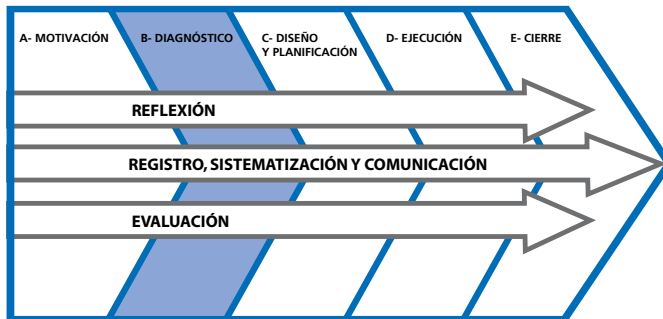 A- MOTIVACIÓN
B- DIAGNÓSTICO
C- DISEÑO
Y PLANIFICACIÓN
D- EJECUCIÓN
E- CIERRE
REFLEXIÓN
REGISTRO, SISTEMATIZACIÓN Y COMUNICACIÓN
EVALUACIÓN